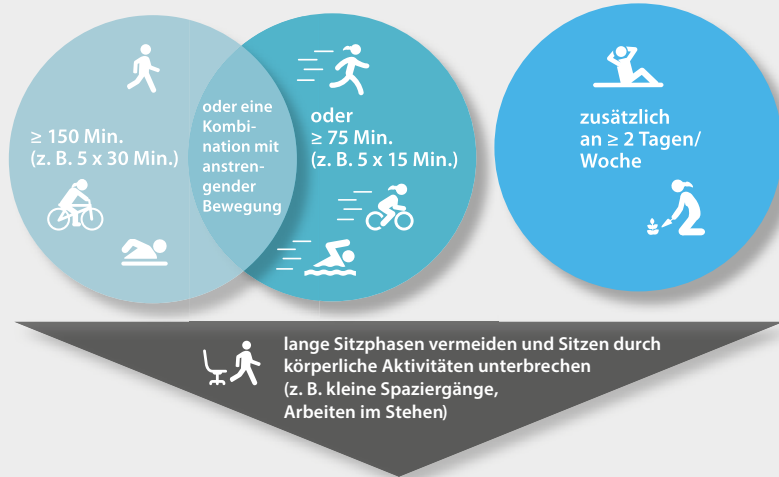 ≥ 150 Min.
(z. B. 5 x 30 Min.)
oder eine
Kombi-
nation mit
anstren-
gender
Bewegung
oder
≥ 75 Min.
(z. B. 5 x 15 Min.)
zusätzlich
an ≥ 2 Tagen/
Woche
lange Sitzphasen vermeiden und Sitzen durch
körperliche Aktivitäten unterbrechen
(z. B. kleine Spaziergänge,
Arbeiten im Stehen)